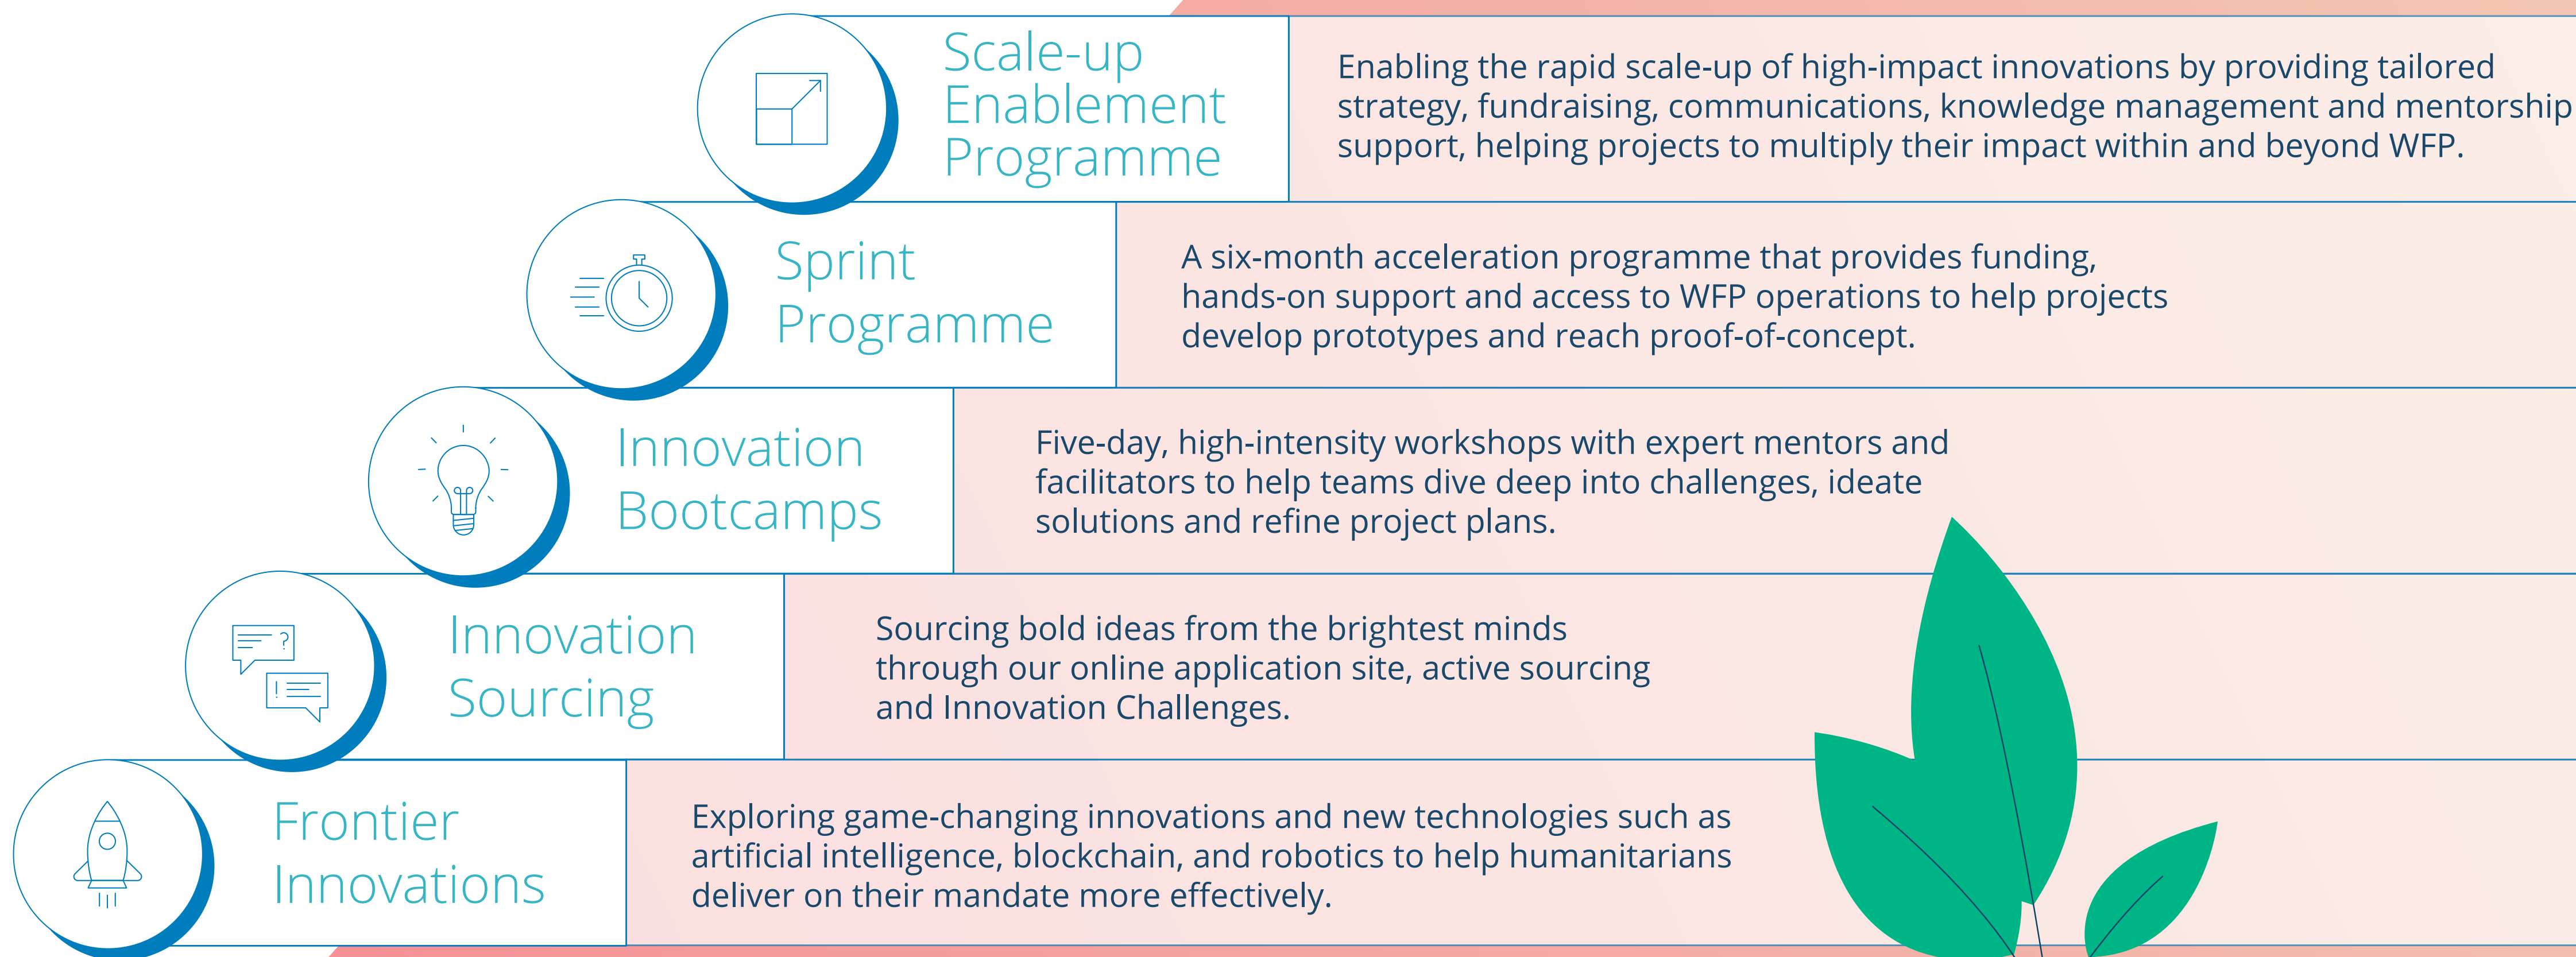 Scale-up
Enablement
Programme
Enabling the rapid scale-up of high-impact innovations by providing tailored
strategy, fundraising, communications, knowledge management and mentorship
support, helping projects to multiply their impact within and beyond WFP.
Sprint
Programme
A six-month acceleration programme that provides funding,
hands-on support and access to WFP operations to help projects
develop prototypes and reach proof-of-concept.
Innovation
Bootcamps
Five-day, high-intensity workshops with expert mentors and
facilitators to help teams dive deep into challenges, ideate
solutions and refine project plans.
Innovation
Sourcing
Sourcing bold ideas from the brightest minds
through our online application site, active sourcing
and Innovation Challenges.
Frontier
Innovations
Exploring game-changing innovations and new technologies such as
artificial intelligence, blockchain, and robotics to help humanitarians
deliver on their mandate more effectively.